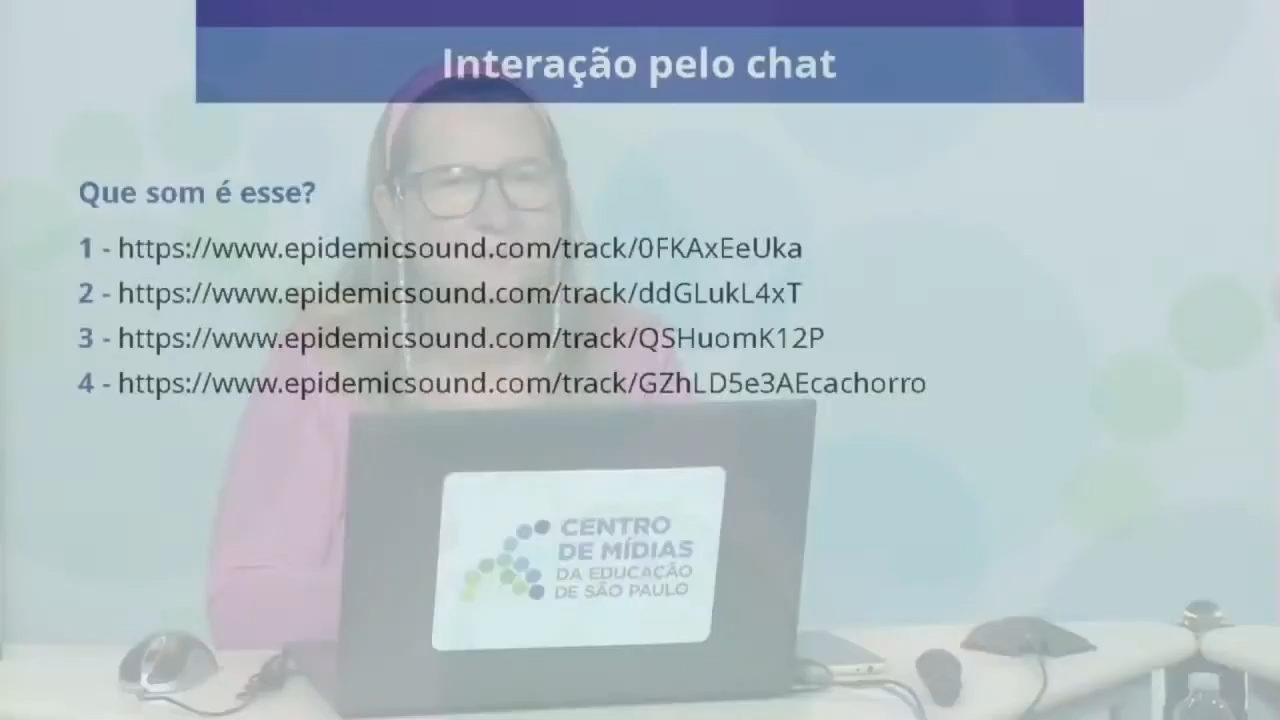 Interação pelo chat
Que som é esse?
1 - https://www.epidemicsound.com/track/0FKAxEeUka
2 - https://www.epidemicsound.com/track/ddGLukL4xT
3 - https://www.epidemicsound.com/track/QSHuomK12P
4 - https://www.epidemicsound.com/track/GZhLD5e3AEcachorro
CENTRO
DE MÍDIAS
DA EDUCAÇÃO
DE SÃO PAULO